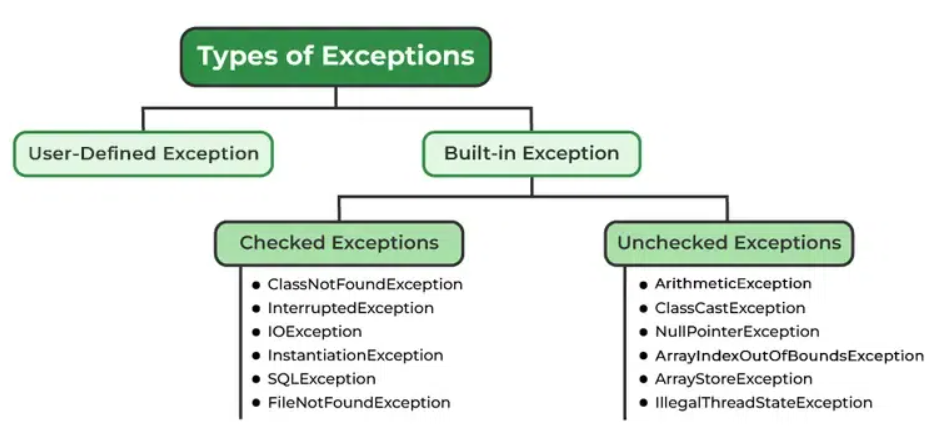 Types of Exceptions
User-Defined Exception
Built-in Exception
Checked Exceptions
ClassNotFoundException
InterruptedException
IOException
InstantiationException
SQLException
FileNotFoundException
Unchecked Exceptions
ArithmeticException
ClassCastException
NullPointerException
ArrayIndexOutOfBoundsException
ArrayStoreException
IllegalThreadStateException